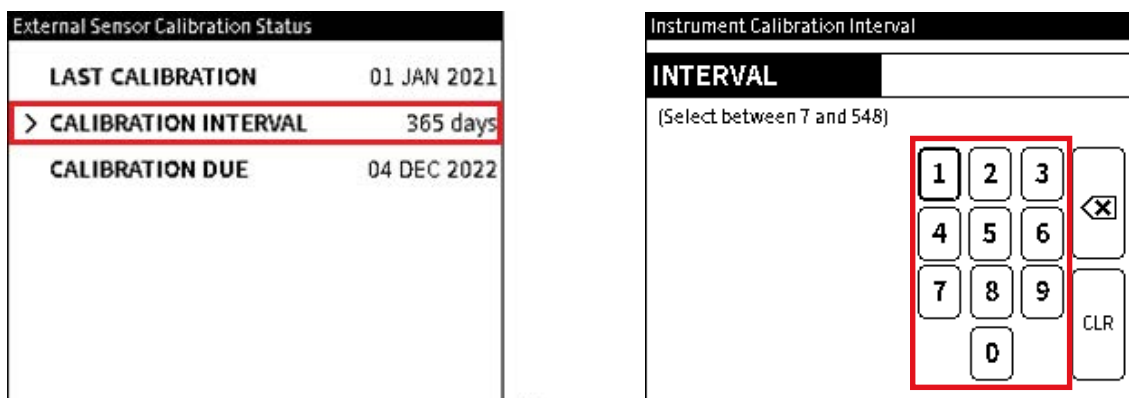 External Sensor Calibration Status
LAST CALIBRATION 01 JAN 2021
> CALIBRATION INTERVAL 365 days
CALIBRATION DUE 04 DEC 2022
Instrument Calibration Interval
INTERVAL
(Select between 7 and 548)
1 2 3
4 5 6
7 8 9
0
CLR